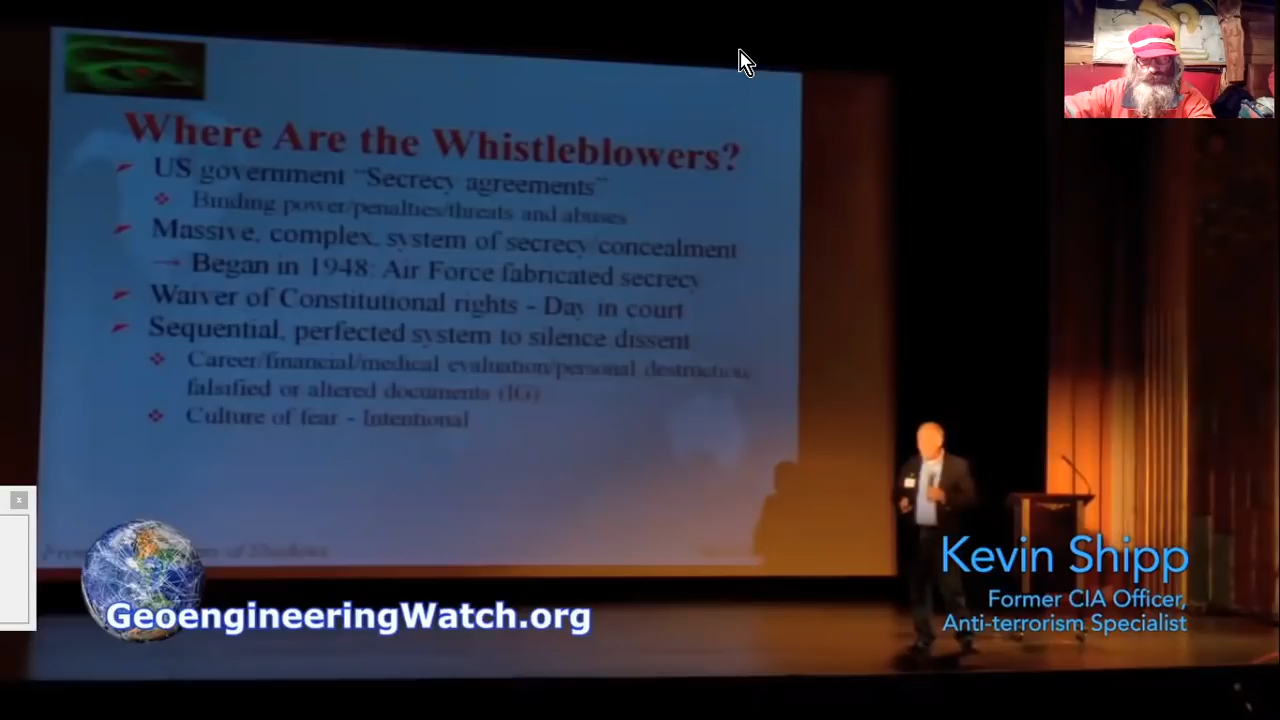 Where Are the Whistleblowers?
US government "Secrecy agreements"
Binding power/penalties/threats and abuses
Massive, complex, system of secrecy/concealment
→ Began in 1948: Air Force fabricated secrecy
Waiver of Constitutional rights - Day in court
Sequential, perfected system to silence dissent
Career/financial/medical evaluation/personal destruction,
falsified or altered documents (IG)
Culture of fear - Intentional
of Shadows
GeoengineeringWatch.org
Kevin Shipp
Former CIA Officer,
Anti-terrorism Specialist
x